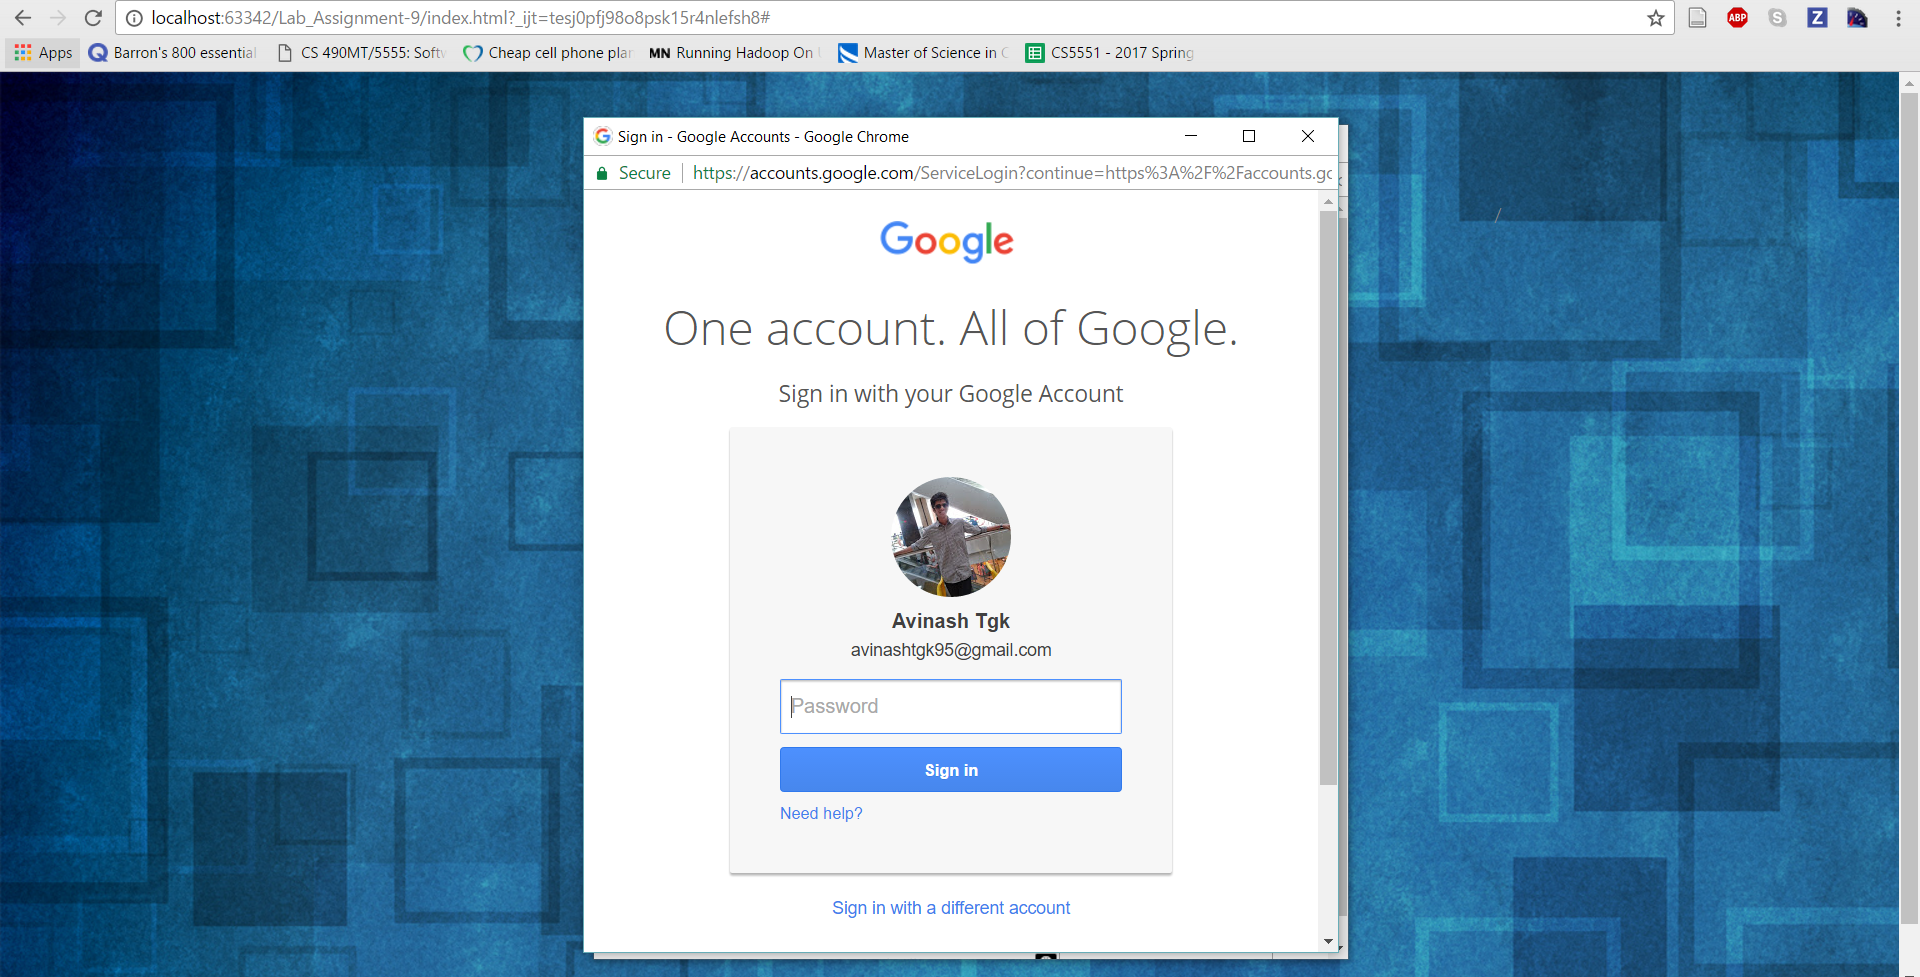 localhost:63342/Lab_Assignment-9/index.html?_ijt=tesj0pfj98o8psk15r4nlefsh8#
ABP
S
Z
Apps
Barron's 800 essential
CS 490MT/5555: Softw
Cheap cell phone plan
MN Running Hadoop On
Master of Science in C
CS5551 - 2017 Spring
Sign in - Google Accounts - Google Chrome
Secure
https://accounts.google.com/ServiceLogin?continue=https%3A%2F%2Faccounts.gc
Google
One account. All of Google.
Sign in with your Google Account
Avinash Tgk
avinashtgk95@gmail.com
Password
Sign in
Need help?
Sign in with a different account
/